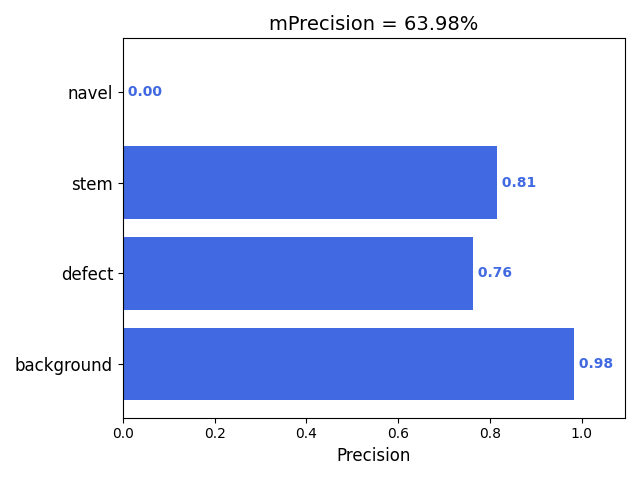 mPrecision = 63.98%
navel
0.00
stem
0.81
defect
0.76
background
0.98
0.0 0.2 0.4 0.6 0.8 1.0
Precision